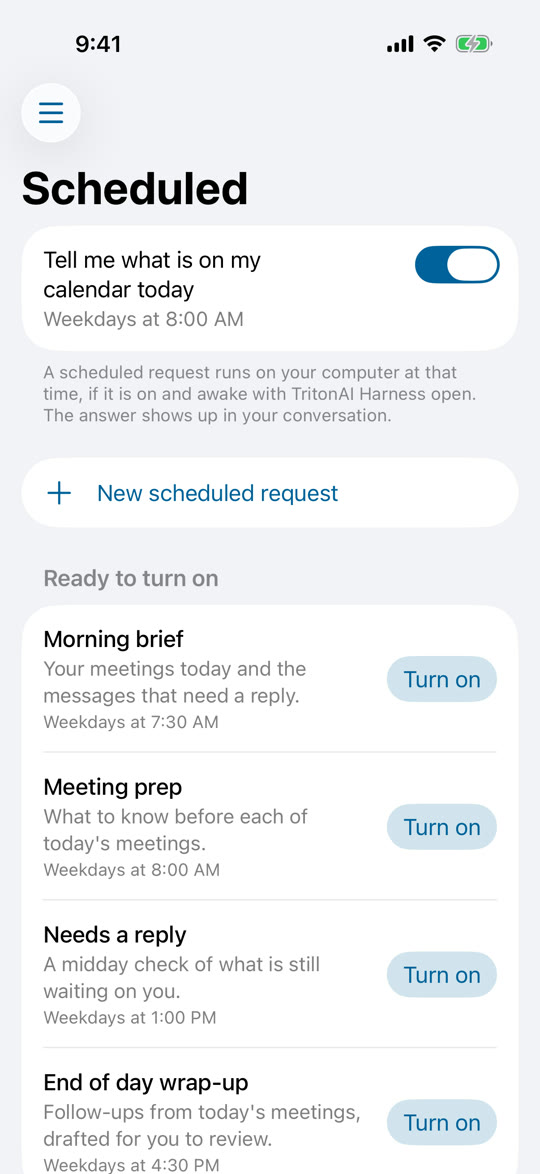 9:41
Scheduled
Tell me what is on my
calendar today
Weekdays at 8:00 AM
A scheduled request runs on your computer at that
time, if it is on and awake with TritonAI Harness open.
The answer shows up in your conversation.
New scheduled request
Ready to turn on
Morning brief
Your meetings today and the
messages that need a reply.
Weekdays at 7:30 AM
Turn on
Meeting prep
What to know before each of
today's meetings.
Weekdays at 8:00 AM
Turn on
Needs a reply
A midday check of what is still
waiting on you.
Weekdays at 1:00 PM
Turn on
End of day wrap-up
Follow-ups from today's meetings,
drafted for you to review.
Weekdays at 4:30 PM
Turn on